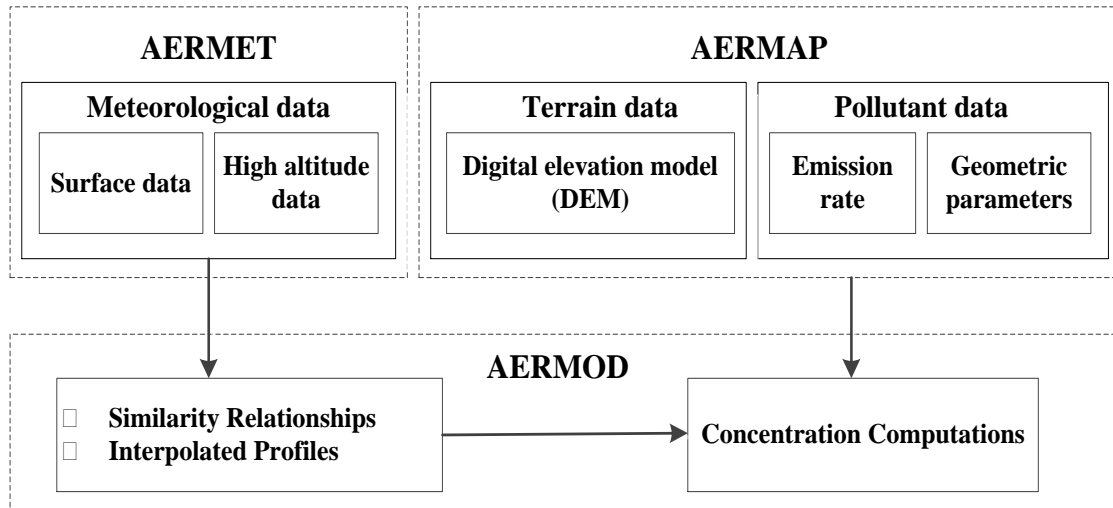 AERMET
Meteorological data
Surface data
High altitude
data
AERMAP
Terrain data
Digital elevation model
(DEM)
Pollutant data
Emission
rate
Geometric
parameters
AERMOD
Similarity Relationships
Interpolated Profiles
Concentration Computations